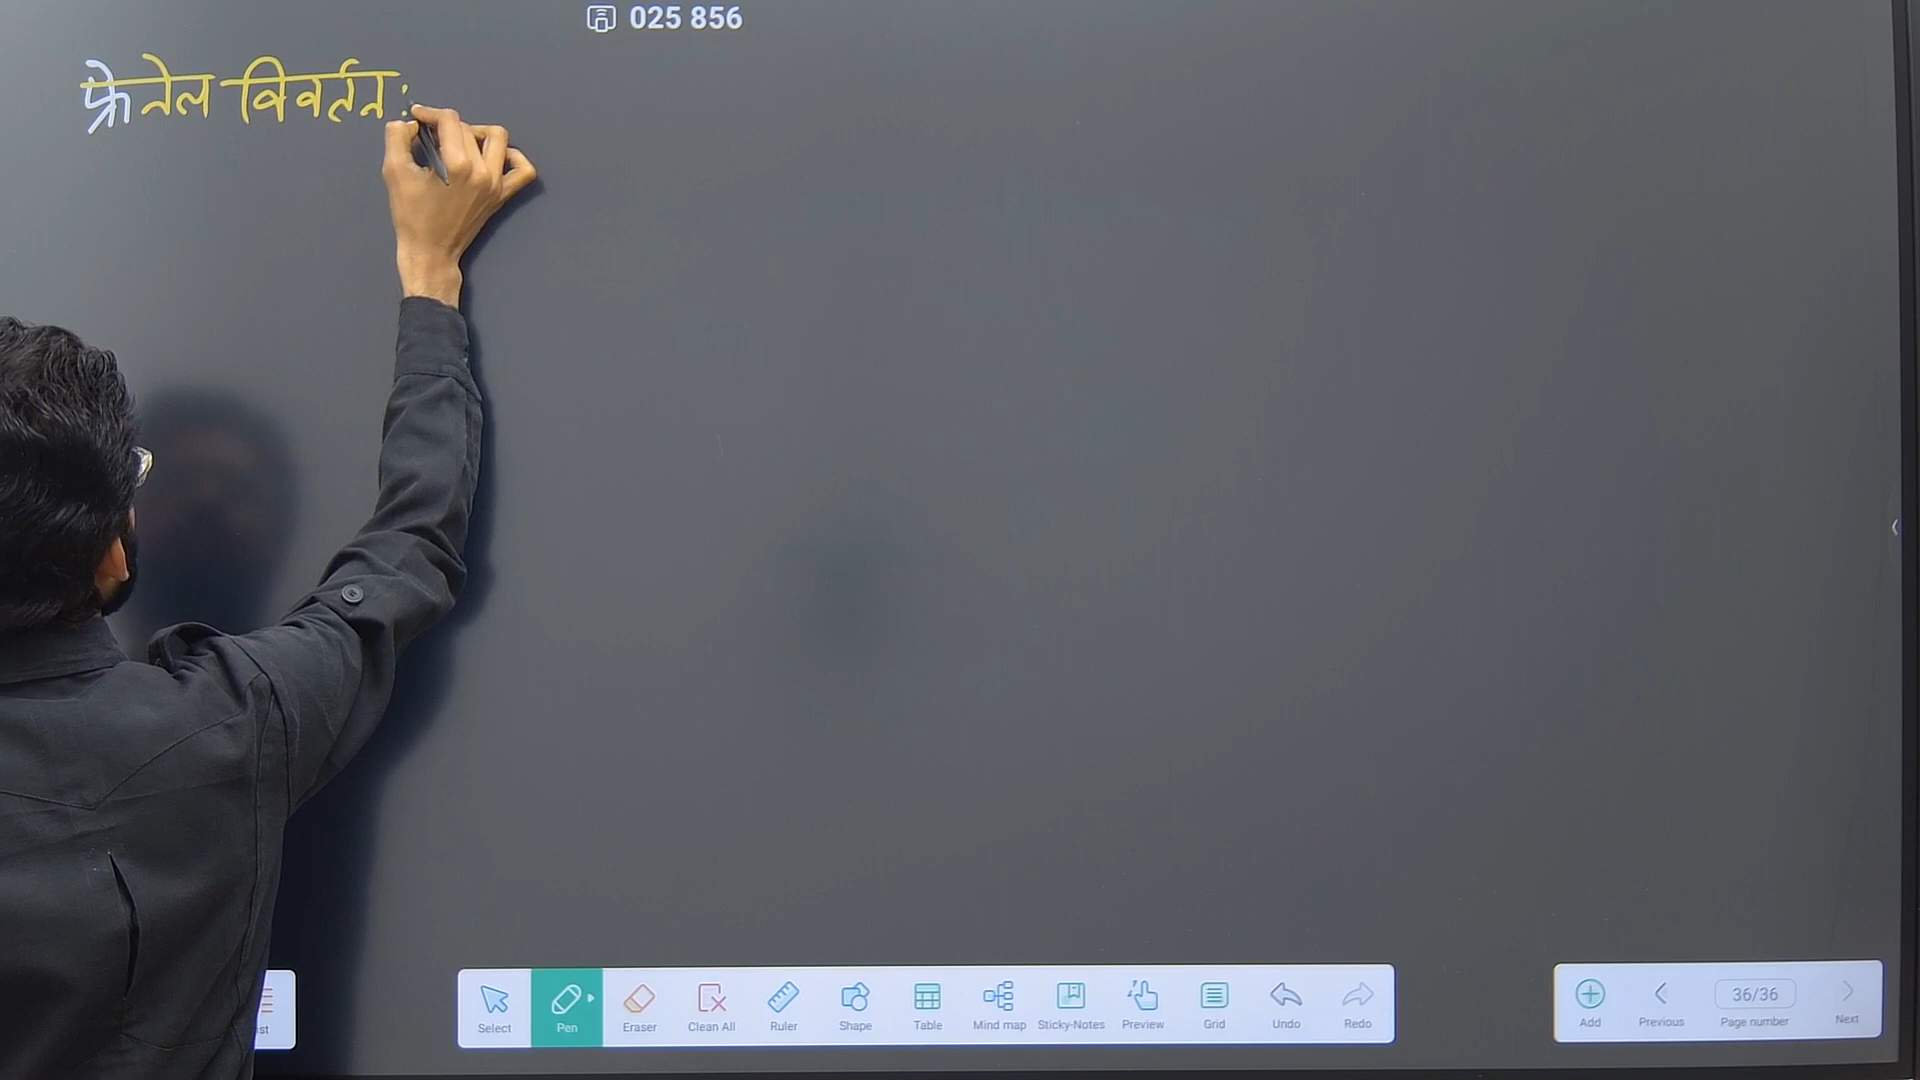 025 856
फ्रेनेल विवर्तन:
Select
Pen
Eraser
Clean All
Ruler
Shape
Table
Mind map
Sticky-Notes
Preview
Grid
Undo
Redo
Add
Previous
36/36
Page number
Next